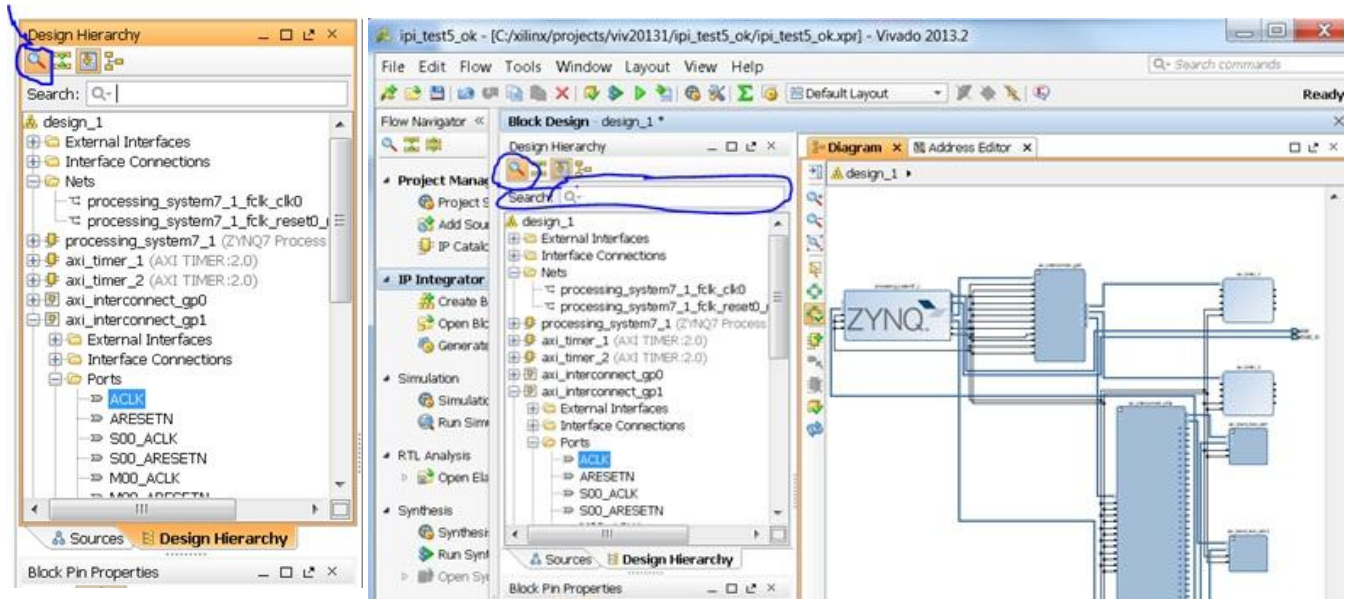 Design Hierarchy
Search:
design_1
External Interfaces
Interface Connections
Nets
processing_system7_1_fclk_clk0
processing_system7_1_fclk_reset0_
processing_system7_1 (ZYNQ7 Process
axi_timer_1 (AXI TIMER:2.0)
axi_timer_2 (AXI TIMER:2.0)
axi_interconnect_gp0
axi_interconnect_gp1
External Interfaces
Interface Connections
Ports
ACLK
ARESETN
S00_ACLK
S00_ARESETN
M00_ACLK
M00_ARESETN
Sources Design Hierarchy
Block Pin Properties
ipi_test5_ok - [C:/xilinx/projects/viv20131/ipi_test5_ok/ipi_test5_ok.xpr] - Vivado 2013.2
File Edit Flow Tools Window Layout View Help
Search commands
Default Layout
Ready
Flow Navigator
Project Manag
Project S
Add Sou
IP Catalo
IP Integrator
Create B
Open Blo
Generate
Simulation
Simulatio
Run Sim
RTL Analysis
Open Ela
Synthesis
Synthesi
Run Synt
Open Syn
Block Design - design_1 *
Design Hierarchy
Search:
design_1
External Interfaces
Interface Connections
Nets
processing_system7_1_fclk_clk0
processing_system7_1_fclk_reset0_
processing_system7_1 (ZYNQ7 Process
axi_timer_1 (AXI TIMER:2.0)
axi_timer_2 (AXI TIMER:2.0)
axi_interconnect_gp0
axi_interconnect_gp1
External Interfaces
Interface Connections
Ports
ACLK
ARESETN
S00_ACLK
S00_ARESETN
Sources Design Hierarchy
Block Pin Properties
Diagram Address Editor
design_1
ZYNQ